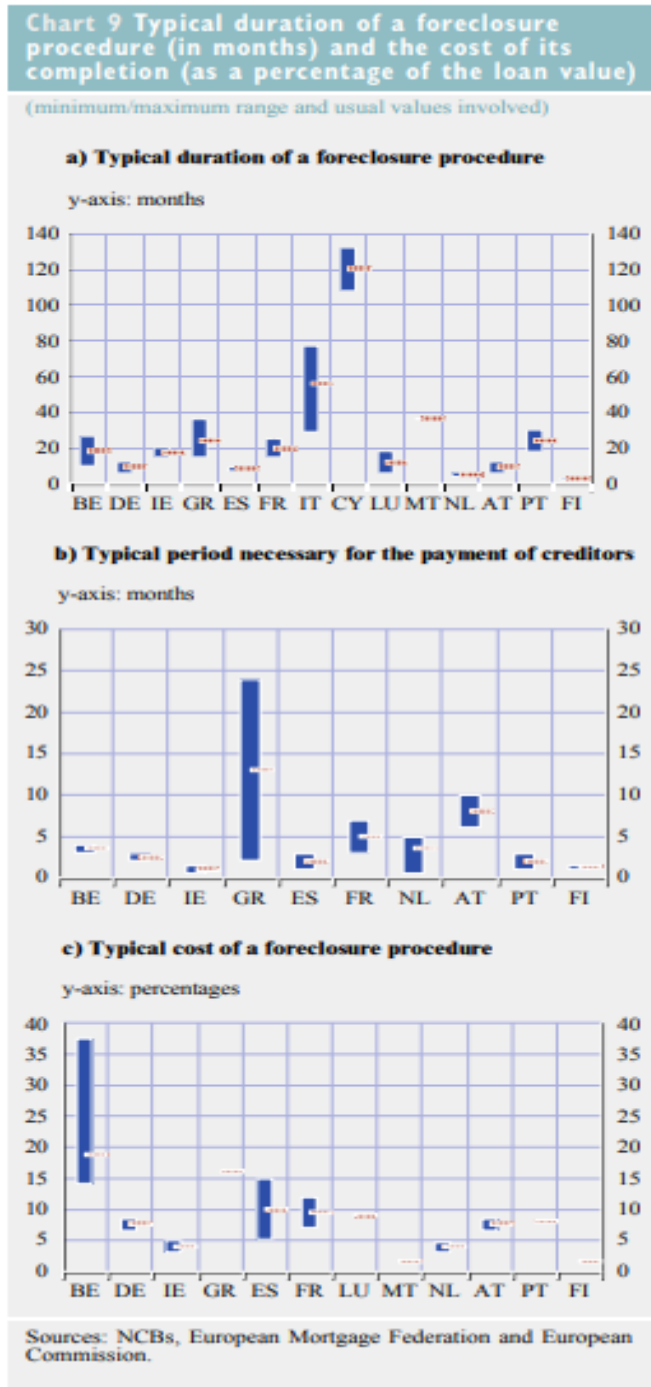 Chart 9 Typical duration of a foreclosure
procedure (in months) and the cost of its
completion (as a percentage of the loan value)
(minimum/maximum range and usual values involved)
a) Typical duration of a foreclosure procedure
y-axis: months
140 140
120 120
100 100
80 80
60 60
40 40
20 20
0 0
BE DE IE GR ES FR IT CY LU MT NL AT PT FI
b) Typical period necessary for the payment of creditors
y-axis: months
30 30
25 25
20 20
15 15
10 10
5 5
0 0
BE DE IE GR ES FR NL AT PT FI
c) Typical cost of a foreclosure procedure
y-axis: percentages
40 40
35 35
30 30
25 25
20 20
15 15
10 10
5 5
0 0
BE DE IE GR ES FR LU MT NL AT PT FI
Sources: NCBs, European Mortgage Federation and European
Commission.